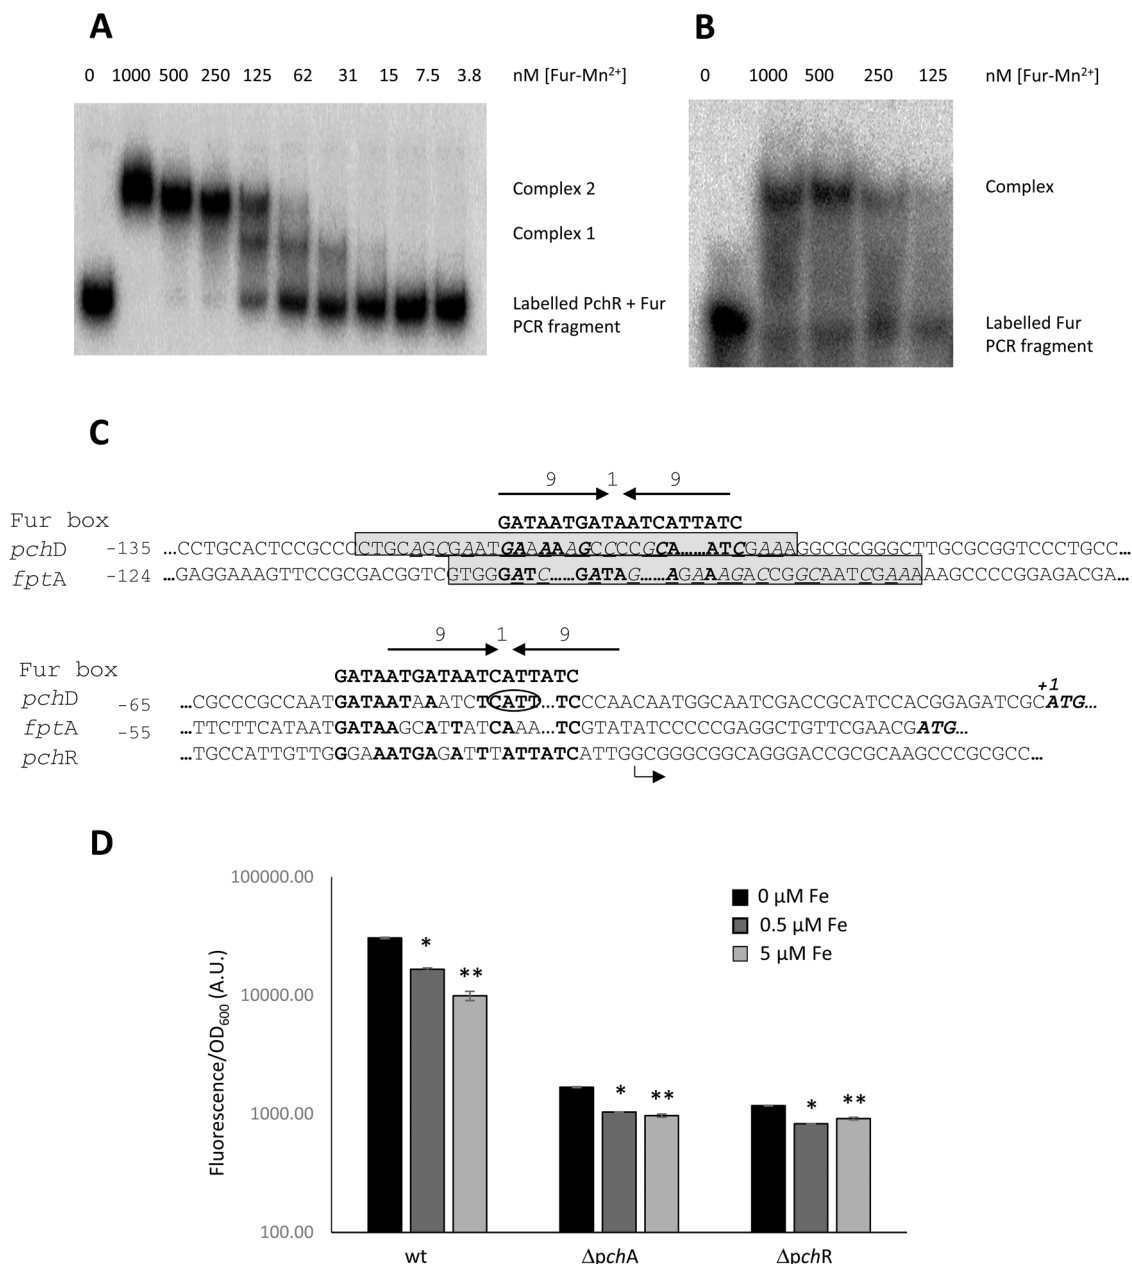 A
0 1000 500 250 125 62 31 15 7.5 3.8 nM [Fur-Mn²⁺]
Complex 2
Complex 1
Labelled PchR + Fur
PCR fragment
B
0 1000 500 250 125 nM [Fur-Mn²⁺]
Complex
Labelled Fur
PCR fragment
C
9 1 9
Fur box GATAATGATAATCATTATC
pchD -135 ...CCTGCACTCCGCCCCTGCAGCGAATGGAAAAAGCCCCGCA......ATCGAAAGGCGCGGGCTTGCGCGGTCCCTGCC...
fptA -124 ...GAGGAAAGTTCCGCGACGGTCGTGGGATC......GATAG......AGAAAGACCGGCAATCGAAAAAGCCCCGGAGACGA...
9 1 9
Fur box GATAATGATAATCATTATC
+1
pchD -65 ...CGCCCGCCAATGATAATAAATCTCATT...TCCCAACAATGGCAATGACCGCATCCACGGAGATCGCATG...
fptA -55 ...TTCTTCATAATGATAAGCATTATCAAA...TCGTATATCCCCCGAGGCTGTTCGAACGATG...
pchR ...TGCCATTGTTGGGAAATGAGATTTATTATCATTGGCGGGCGGCAGGGACCGCGCAAGCCCGCGCC...
D
100000.00
10000.00
1000.00
100.00
Fluorescence/OD₆₀₀ (A.U.)
0 µM Fe
0.5 µM Fe
5 µM Fe
* ** * ** * **
wt ΔpchA ΔpchR